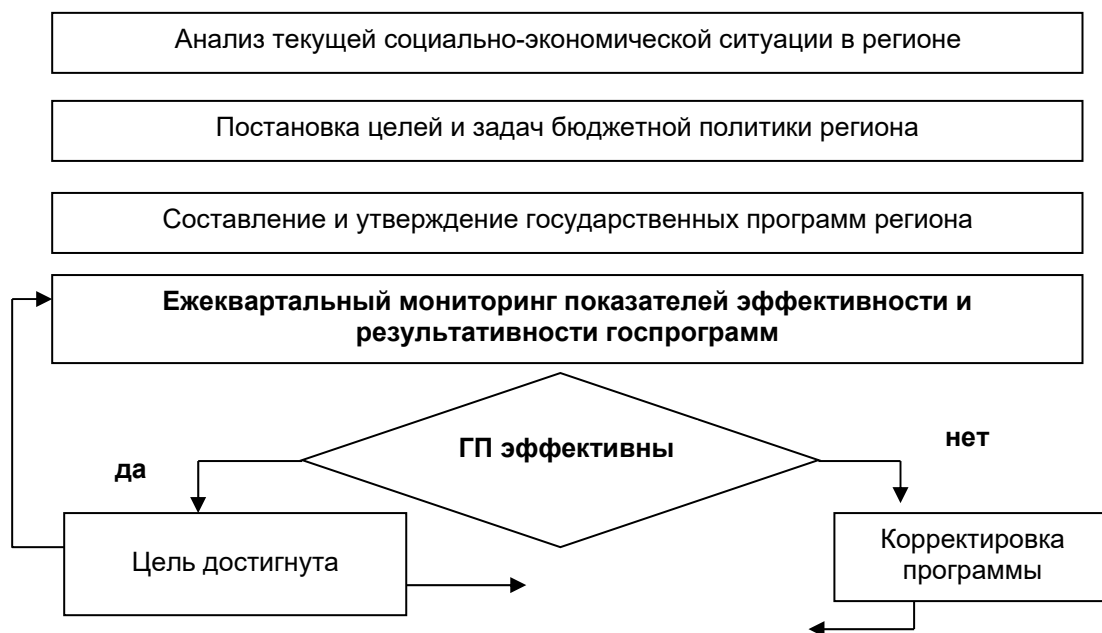 Анализ текущей социально-экономической ситуации в регионе
Постановка целей и задач бюджетной политики региона
Составление и утверждение государственных программ региона
Ежеквартальный мониторинг показателей эффективности и
результативности госпрограмм
ГП эффективны
да
нет
Цель достигнута
Корректировка
программы